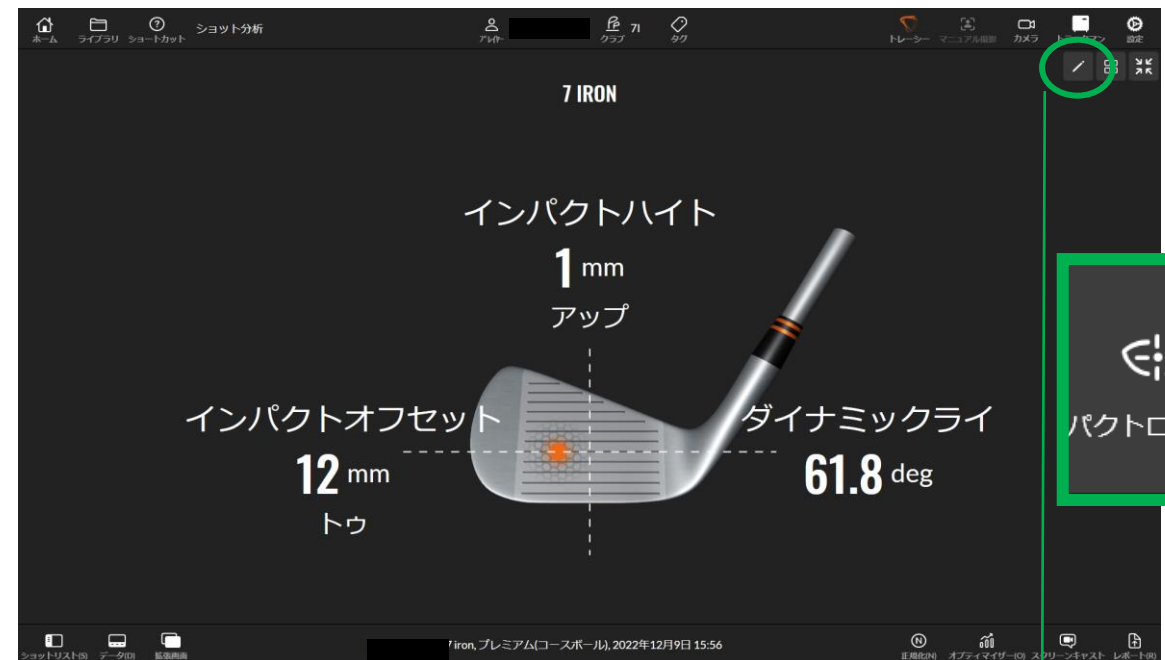 ホーム ライブラリ ショートカット ショット分析 クラブ 7I タグ トレーシー マニュアル撮影 カメラ 設定
7 IRON
インパクトハイト
1 mm
アップ
インパクトオフセット
12 mm
トゥ
ダイナミックライ
61.8 deg
パクトロ
ショットリスト(S) データ(D) 拡張画面 7 iron, プレミアム(コースボール), 2022年12月9日 15:56 正規化(N) オプティマイザー(O) スクリーンキャスト レポート(R)